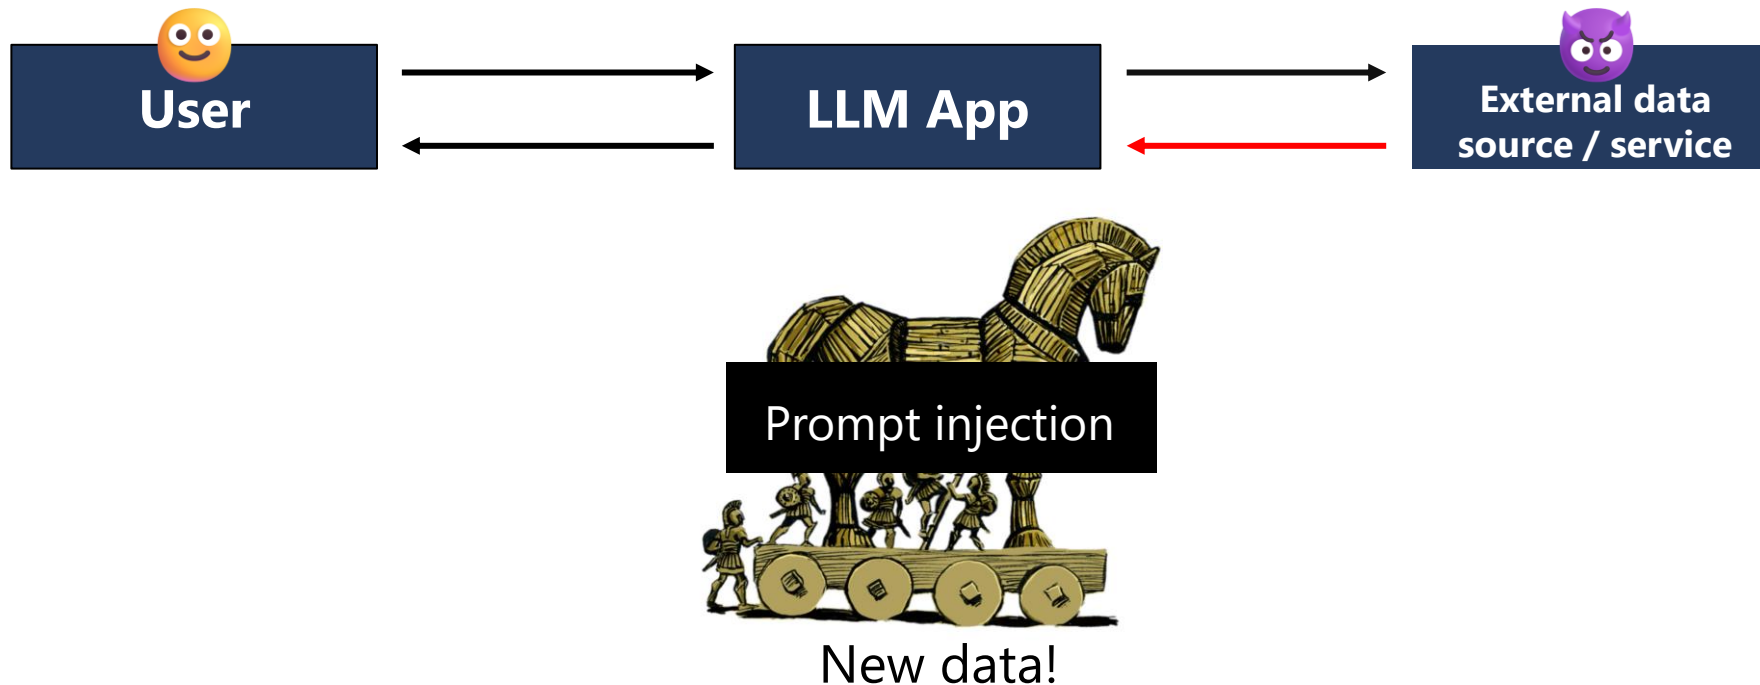 User
LLM App
External data
source / service
Prompt injection
New data!